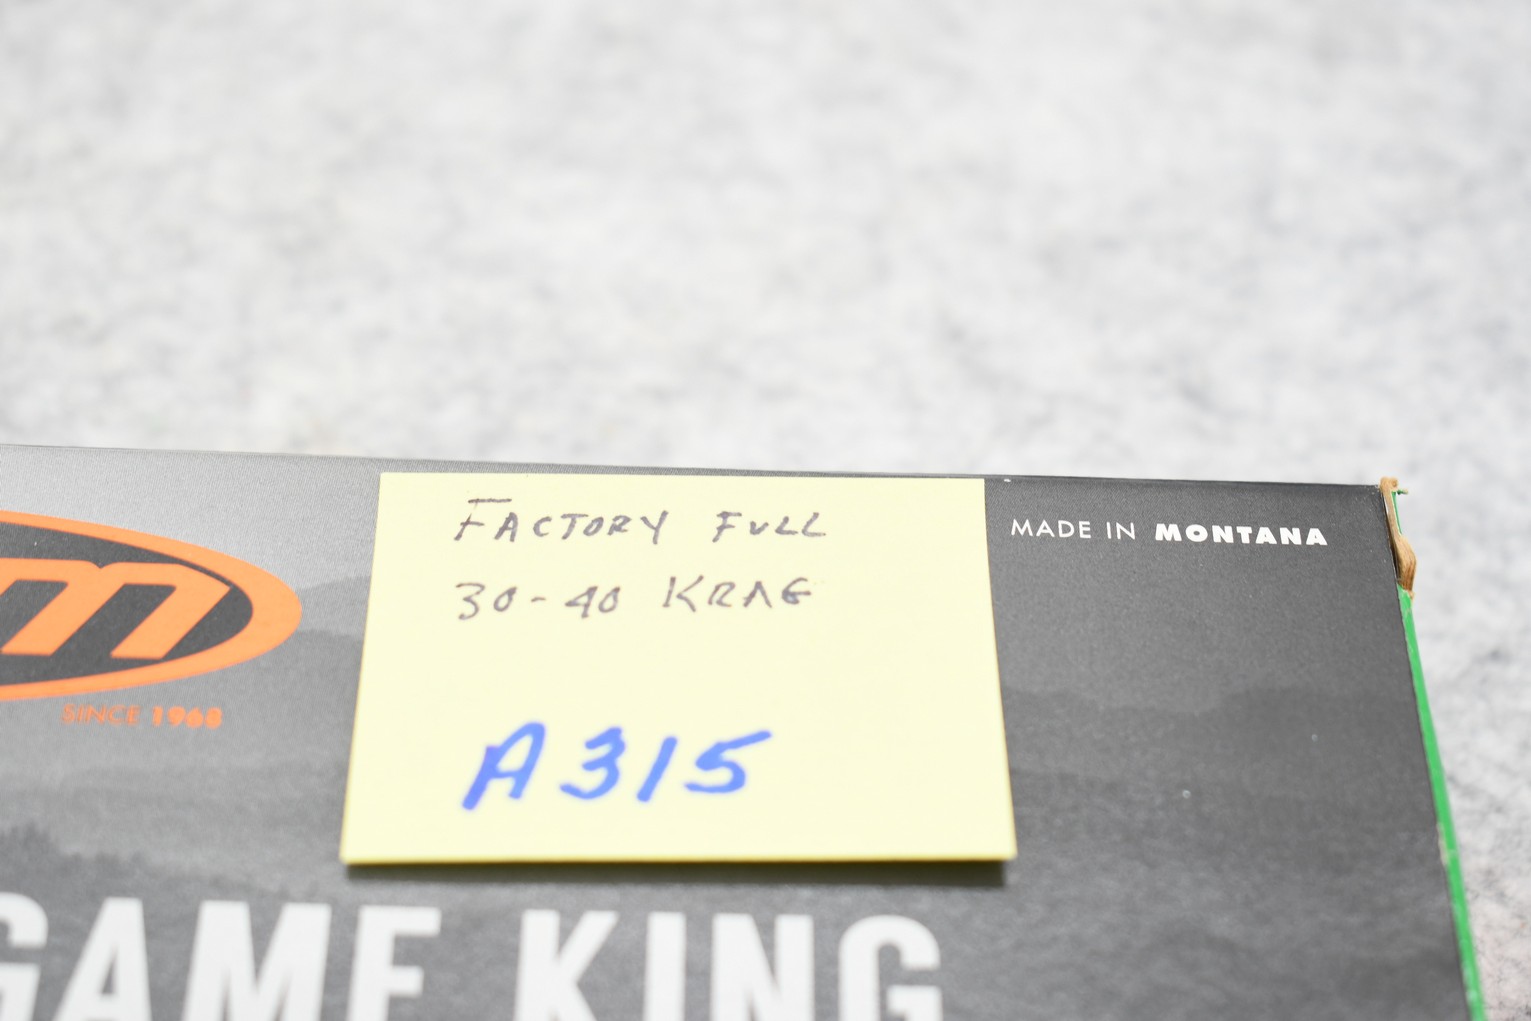 FACTORY FULL
30-40 KRAG
A315
MADE IN MONTANA
m
SINCE 1968
GAME KING